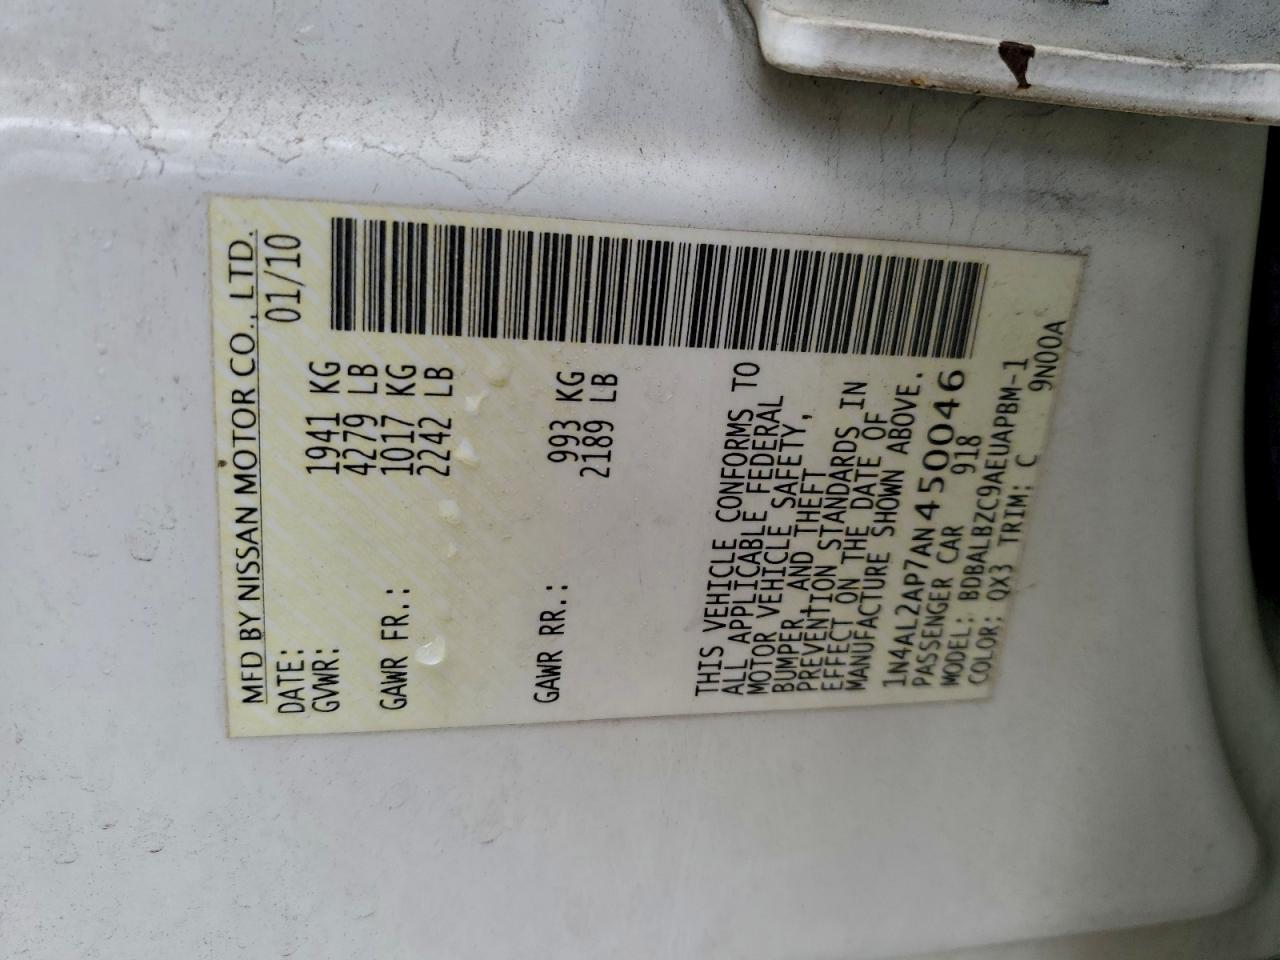 MFD BY NISSAN MOTOR CO., LTD.
DATE: 01/10
GVWR: 1941 KG
4279 LB
GAWR FR.: 1017 KG
2242 LB
GAWR RR.: 993 KG
2189 LB
THIS VEHICLE CONFORMS TO
ALL APPLICABLE FEDERAL
MOTOR VEHICLE SAFETY,
BUMPER, AND THEFT
PREVENTION STANDARDS IN
EFFECT ON THE DATE OF
MANUFACTURE SHOWN ABOVE.
1N4AL2AP7AN450046
PASSENGER CAR 918
MODEL: BDBALBZC9AEUAPBM-1
COLOR: QX3 TRIM: C 9N00A